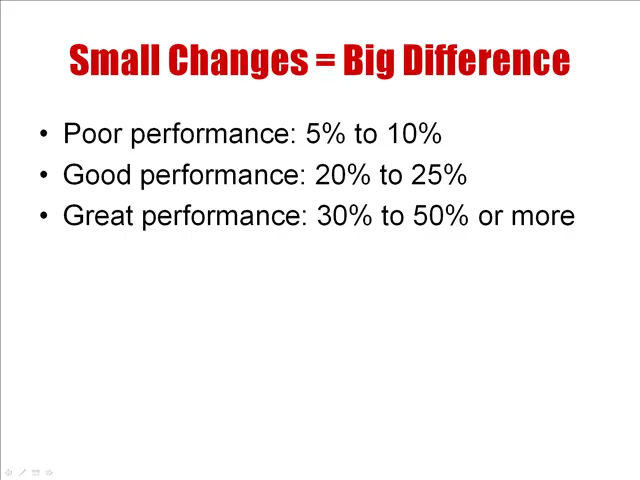 Small Changes = Big Difference
• Poor performance: 5% to 10%
• Good performance: 20% to 25%
• Great performance: 30% to 50% or more